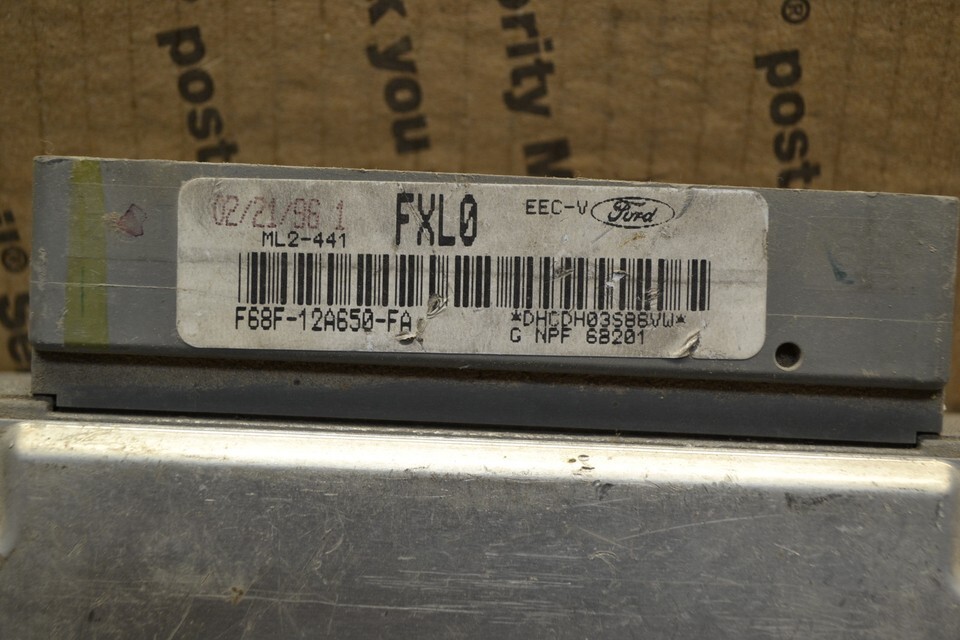 post
k you
ority M
® post
02/21/96 1
FXL0
EEC-V
Ford
ML2-441
F68F-12A650-FA
*DHCDH03S86VW*
C NPF 68201